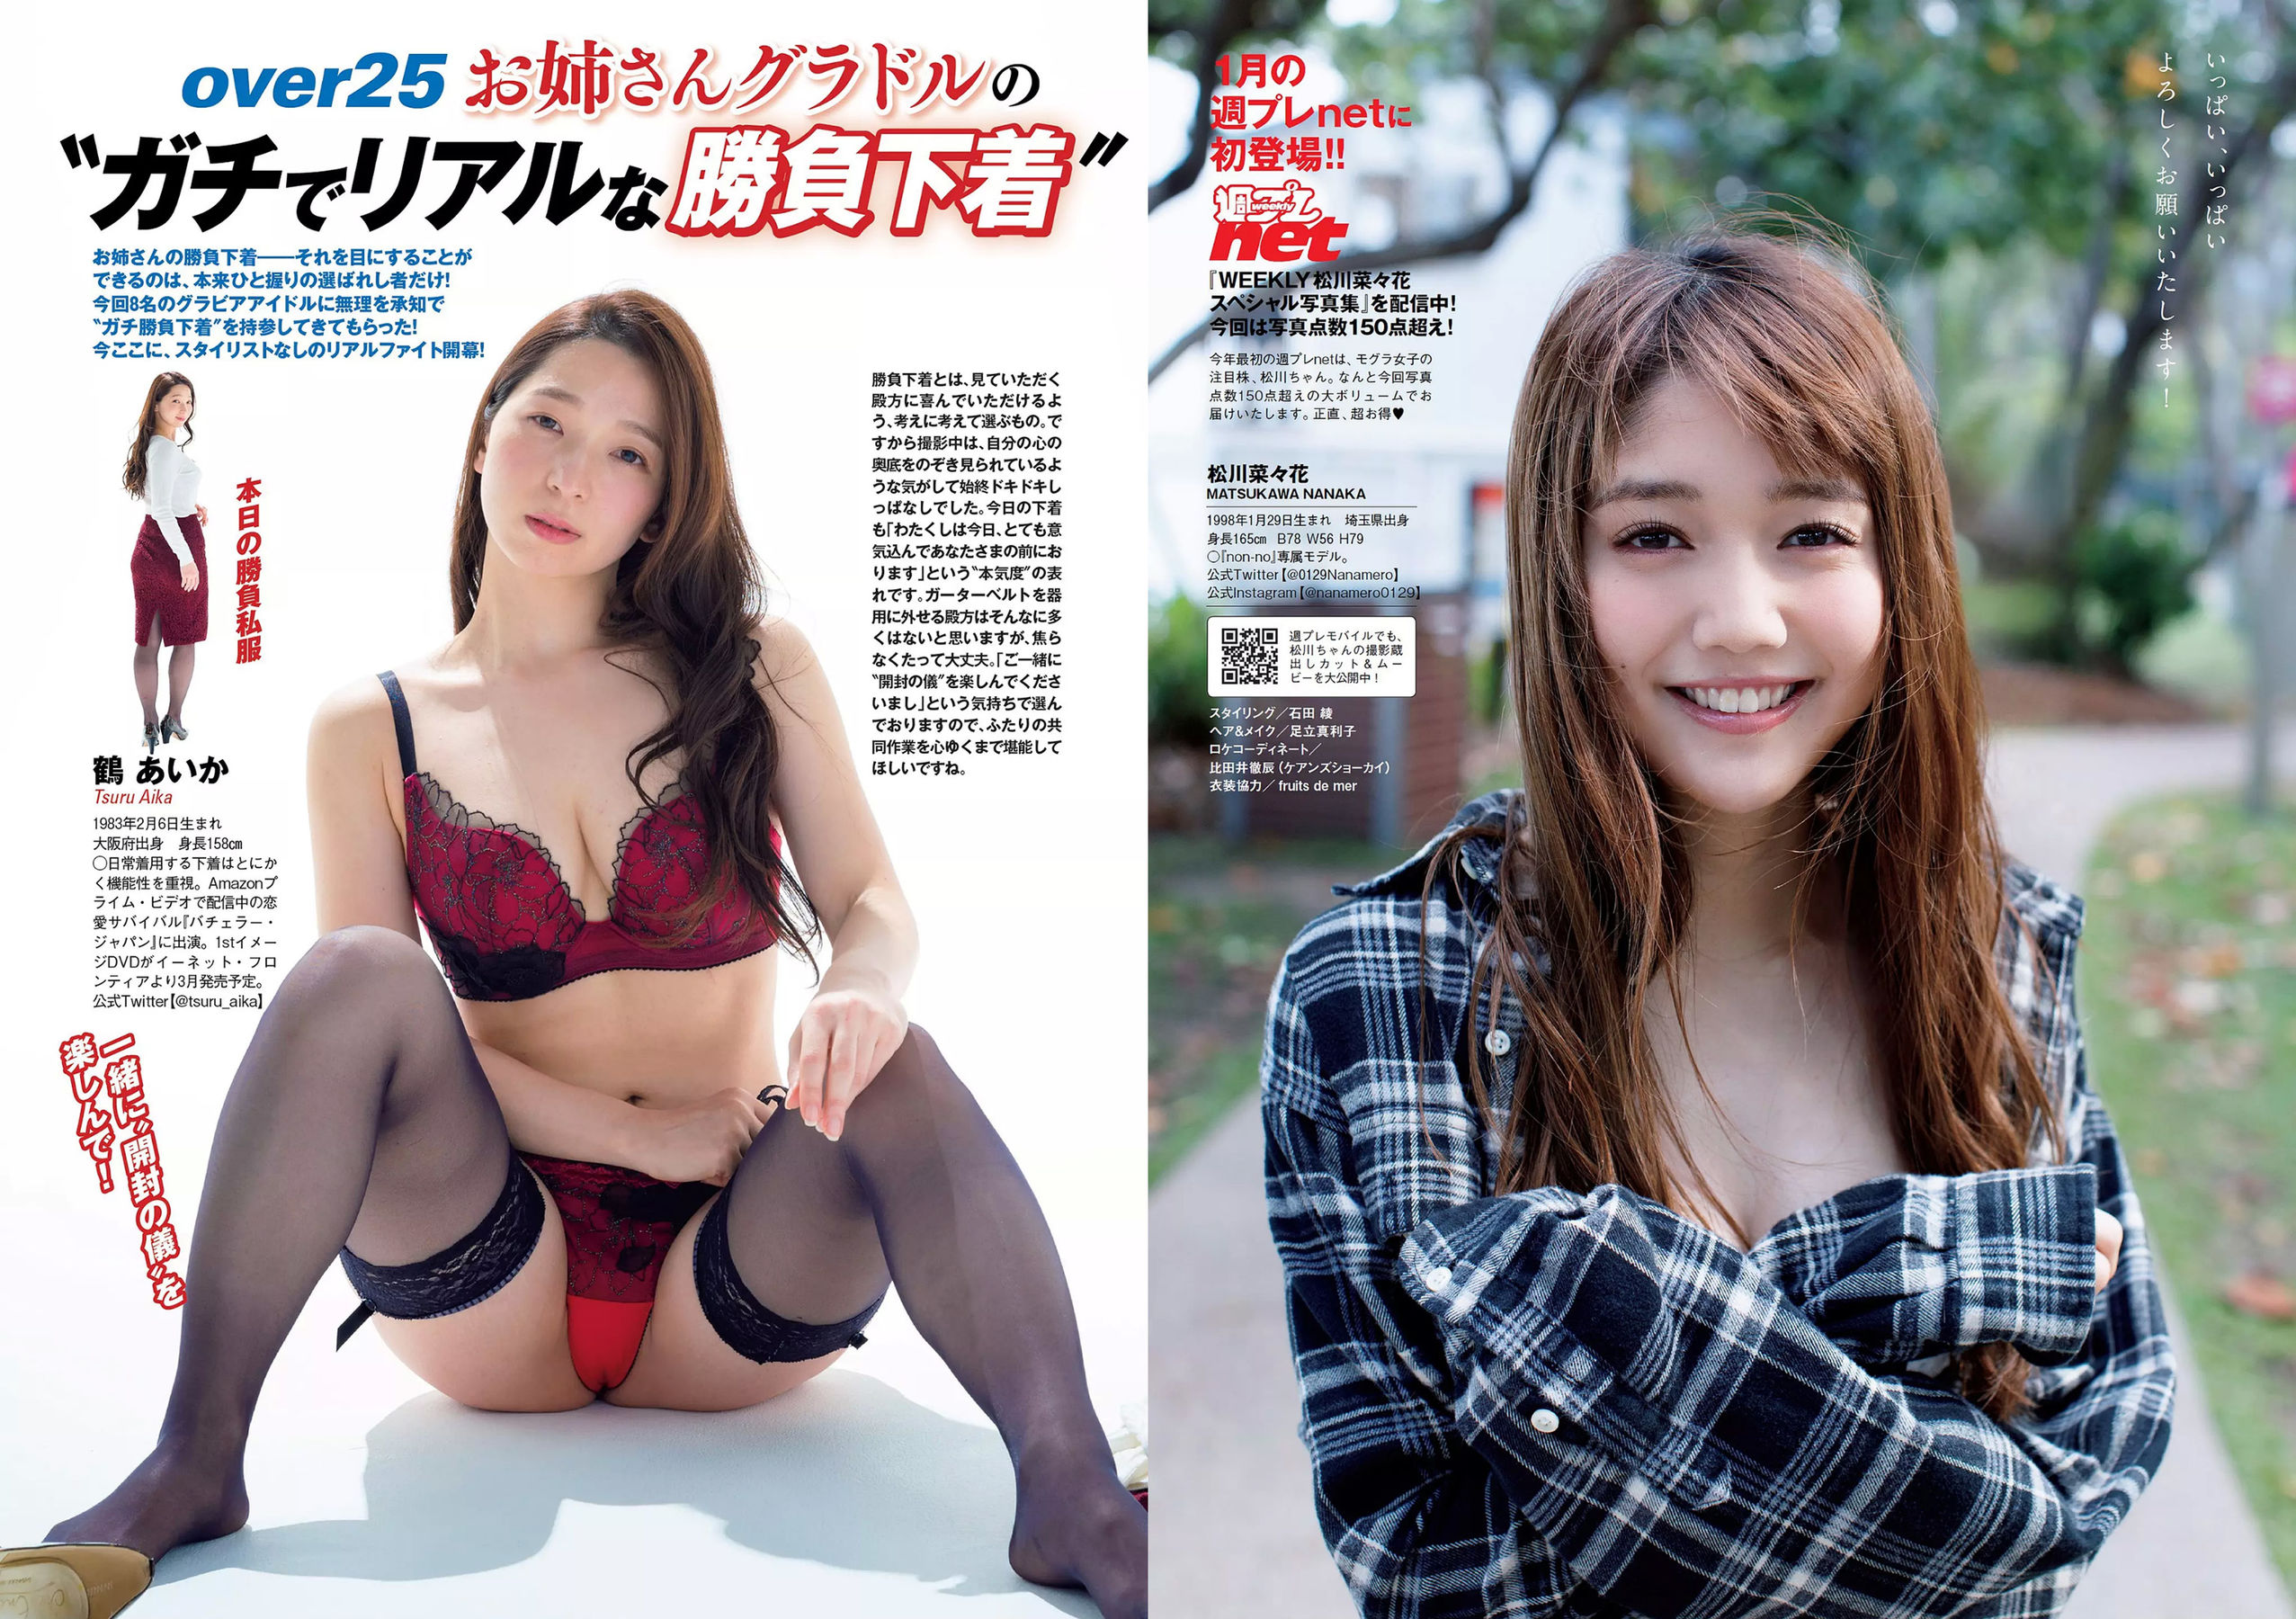 over25 お姉さんグラドルの
“ガチでリアルな勝負下着”
お姉さんの勝負下着――それを目にすることが
できるのは、本来ひと握りの選ばれし者だけ!
今回8名のグラビアアイドルに無理を承知で
“ガチ勝負下着”を持参してきてもらった!
今ここに、スタイリストなしのリアルファイト開幕!
本日の勝負私服
鶴 あいか
Tsuru Aika
1983年2月6日生まれ
大阪府出身 身長158㎝
○日常着用する下着はとにか
く機能性を重視。Amazonプ
ライム・ビデオで配信中の恋
愛サバイバル『バチェラー・
ジャパン』に出演。1stイメー
ジDVDがイーネット・フロ
ンティアより3月発売予定。
公式Twitter【@tsuru_aika】
一緒に“開封の儀”を
楽しんで!
勝負下着とは、見ていただく
殿方に喜んでいただけるよ
う、考えに考えて選ぶもの。で
すから撮影中は、自分の心の
奥底をのぞき見られているよ
うな気がして始終ドキドキし
っぱなしでした。今日の下着
も「わたくしは今日、とても意
気込んであなたさまの前にお
ります」という“本気度”の表
れです。ガーターベルトを器
用に外せる殿方はそんなに多
くはないと思いますが、焦ら
なくたって大丈夫。「ご一緒に
“開封の儀”を楽しんでくださ
いまし」という気持ちで選ん
でおりますので、ふたりの共
同作業を心ゆくまで堪能して
ほしいですね。
1月の
週プレnetに
初登場!!
週プレ
weekly
net
『WEEKLY松川菜々花
スペシャル写真集』を配信中!
今回は写真点数150点超え!
今年最初の週プレnetは、モグラ女子の
注目株、松川ちゃん。なんと今回写真
点数150点超えの大ボリュームでお
届けいたします。正直、超お得♥
松川菜々花
MATSUKAWA NANAKA
1998年1月29日生まれ 埼玉県出身
身長165㎝ B78 W56 H79
○『non-no』専属モデル。
公式Twitter【@0129Nanamero】
公式Instagram【@nanamero0129】
週プレモバイルでも、
松川ちゃんの撮影蔵
出しカット&ムー
ビーを大公開中!
スタイリング/石田 綾
ヘア&メイク/足立真利子
ロケコーディネート/
比田井徹辰(ケアンズショーカイ)
衣装協力/ fruits de mer
いっぱい、いっぱい
よろしくお願いいたします!